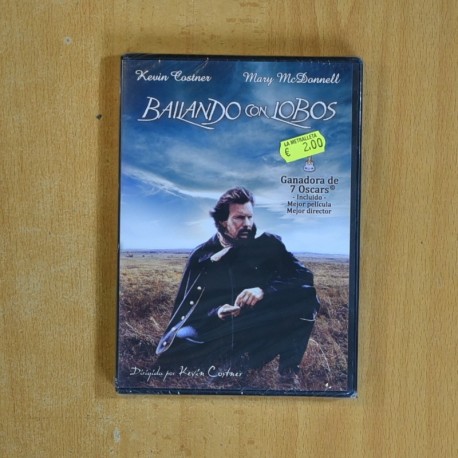 Kevin Costner Mary McDonnell
BAILANDO CON LOBOS
LA METRALLETA
€ 2.00
Ganadora de
7 Oscars®
- Incluido -
Mejor película
Mejor director
Dirigida por Kevin Costner